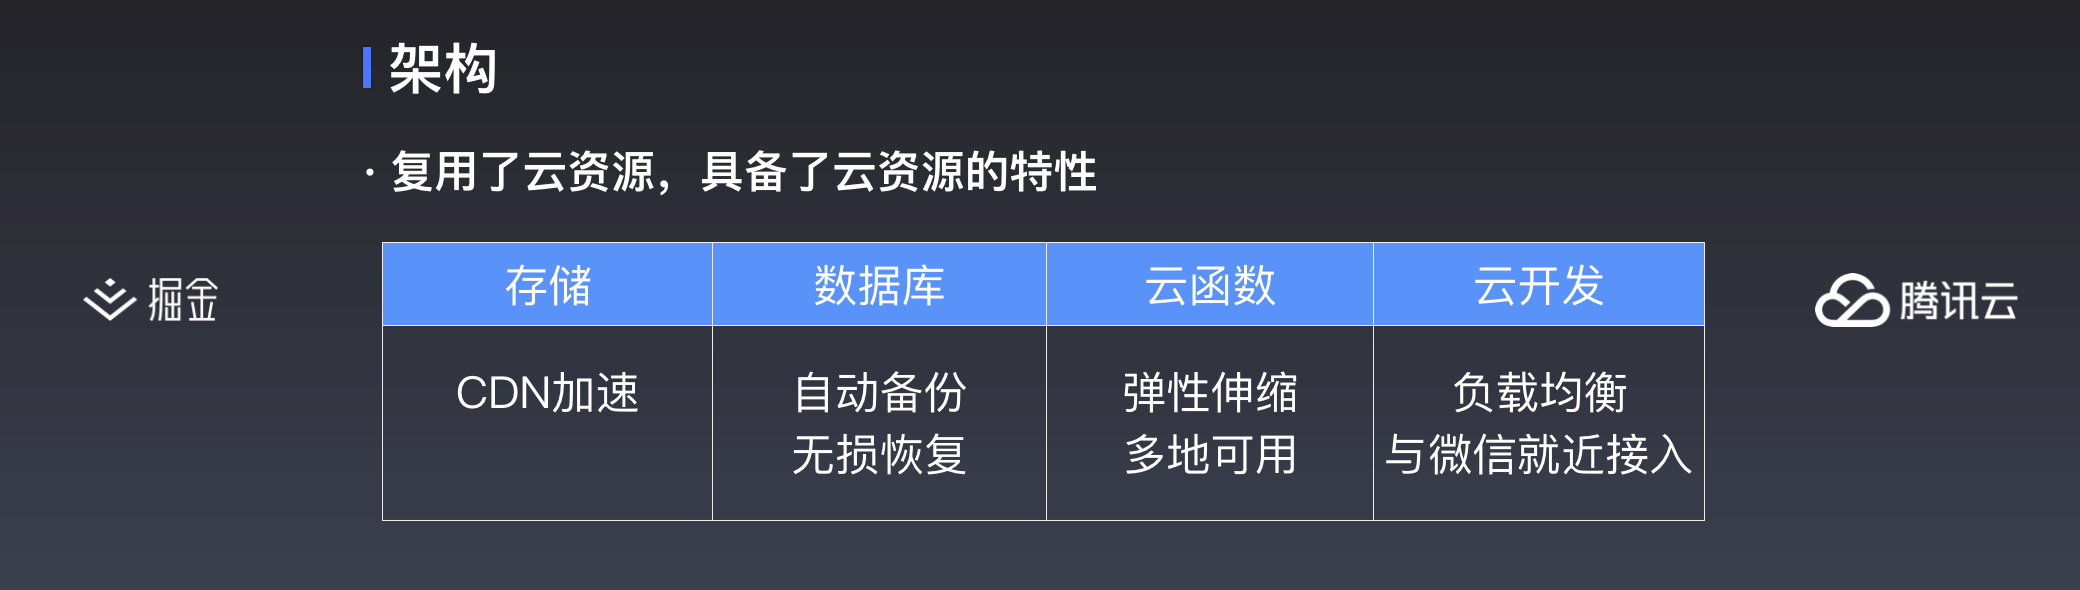 架构
· 复用了云资源，具备了云资源的特性
掘金
腾讯云
存储 数据库 云函数 云开发
CDN加速 自动备份 弹性伸缩 负载均衡
无损恢复 多地可用 与微信就近接入